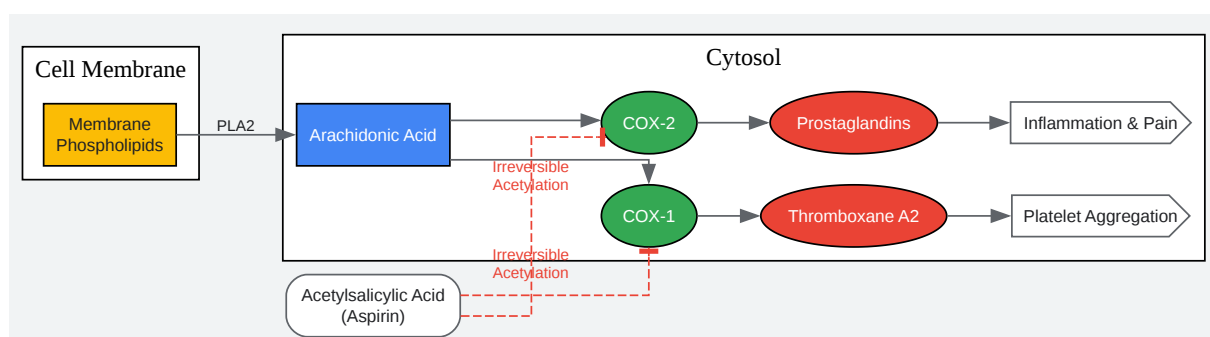 Cell Membrane
Membrane
Phospholipids
PLA2
Cytosol
Arachidonic Acid
COX-2
Prostaglandins
Inflammation & Pain
Irreversible
Acetylation
COX-1
Thromboxane A2
Platelet Aggregation
Irreversible
Acetylation
Acetylsalicylic Acid
(Aspirin)